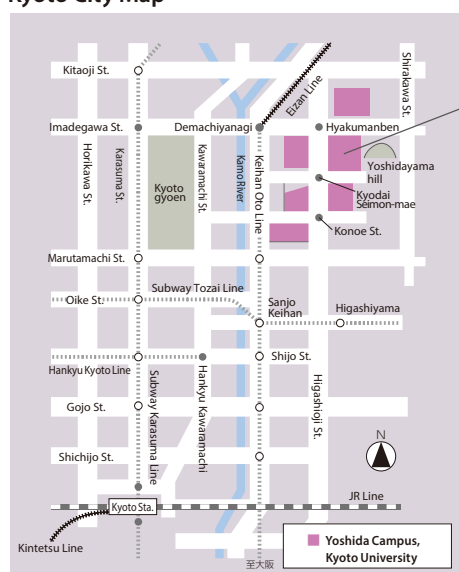 Kyoto City Map
Kitaoji St.
Shirakawa St.
Eizan Line
Imadegawa St.
Demachiyanagi
Hyakumanben
Horikawa St.
Karasuma St.
Kyoto
gyoen
Kawaramachi St.
Kamo River
Keihan Oto Line
Yoshidayama
hill
Kyodai
Seimon-mae
Konoe St.
Marutamachi St.
Subway Tozai Line
Oike St.
Sanjo
Keihan
Higashiyama
Hankyu Kyoto Line
Shijo St.
Subway Karasuma Line
Hankyu Kawaramachi
Higashioji St.
Gojo St.
Shichijo St.
N
Kyoto Sta.
JR Line
Kintetsu Line
至大阪
Yoshida Campus,
Kyoto University